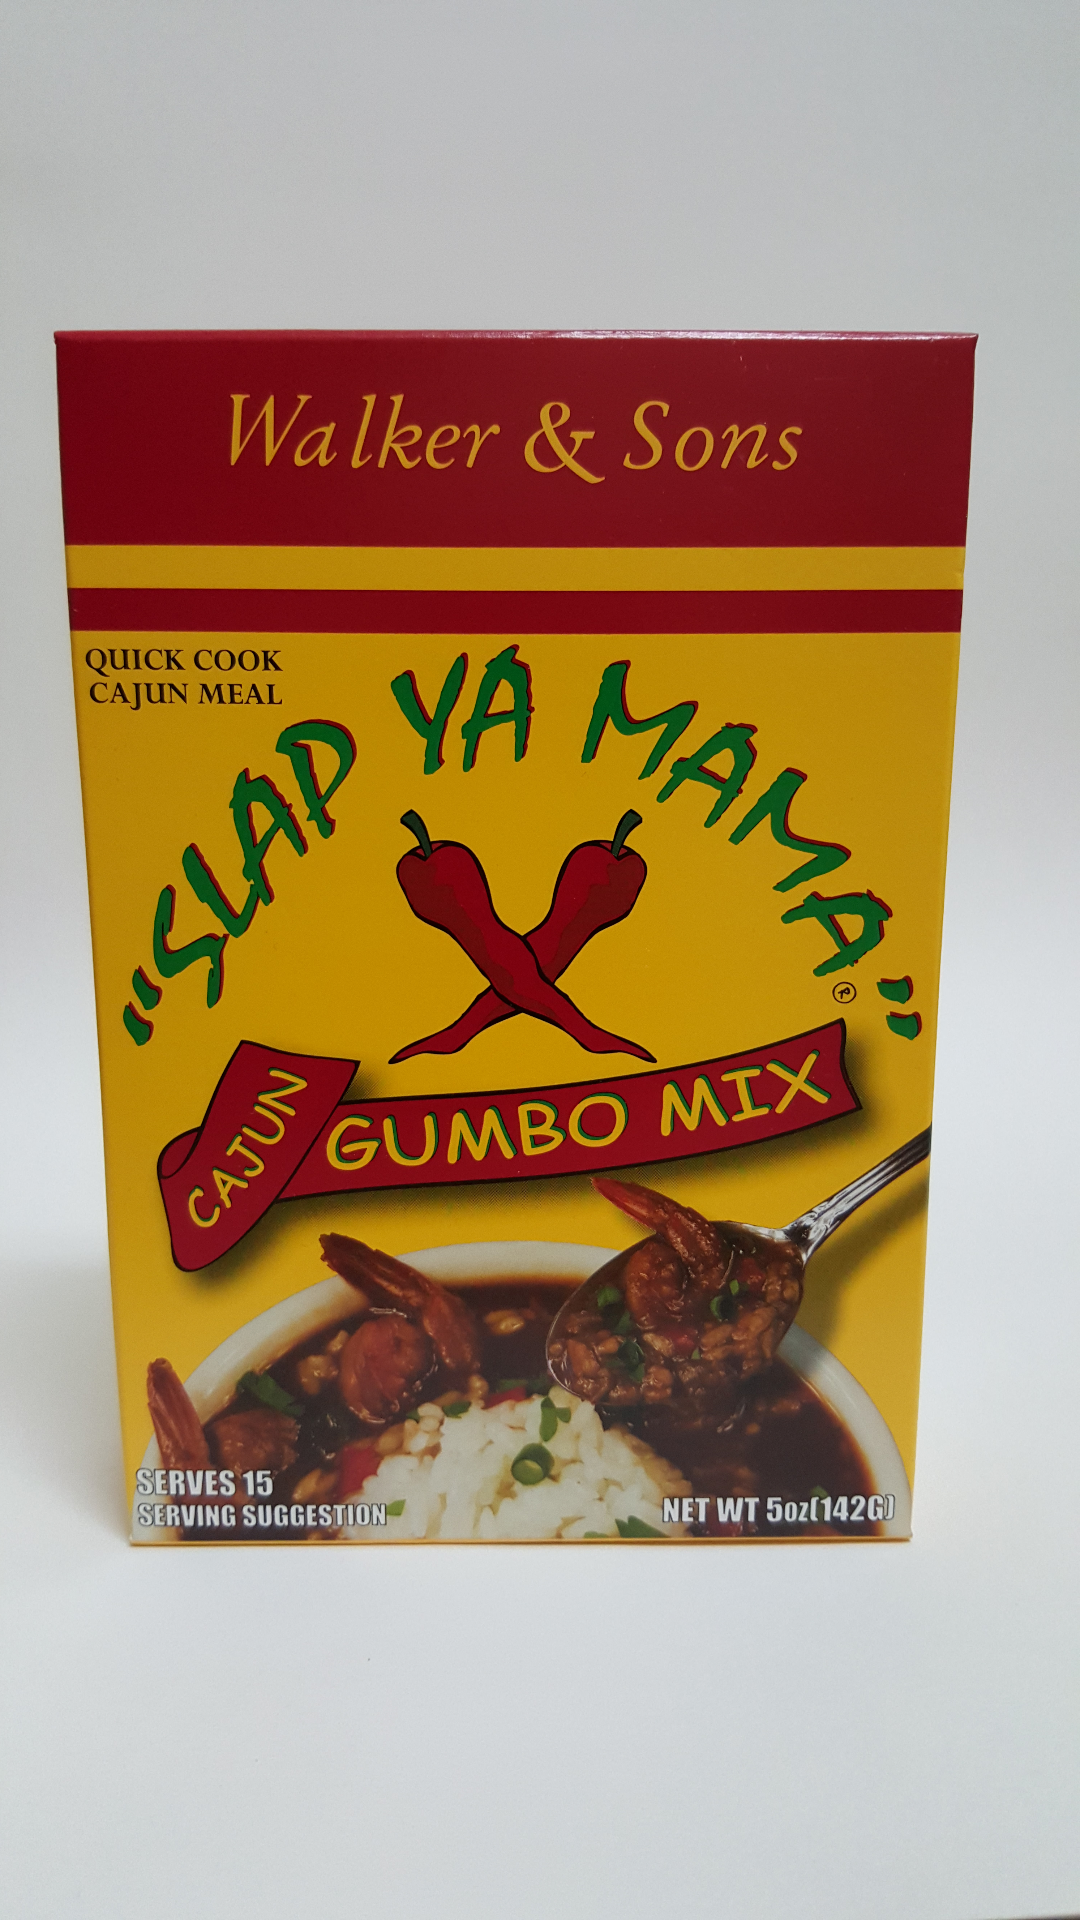 Walker & Sons
QUICK COOK
CAJUN MEAL
"SLAP YA MAMA"
®
CAJUN GUMBO MIX
SERVES 15
SERVING SUGGESTION
NET WT 5oz(142G)